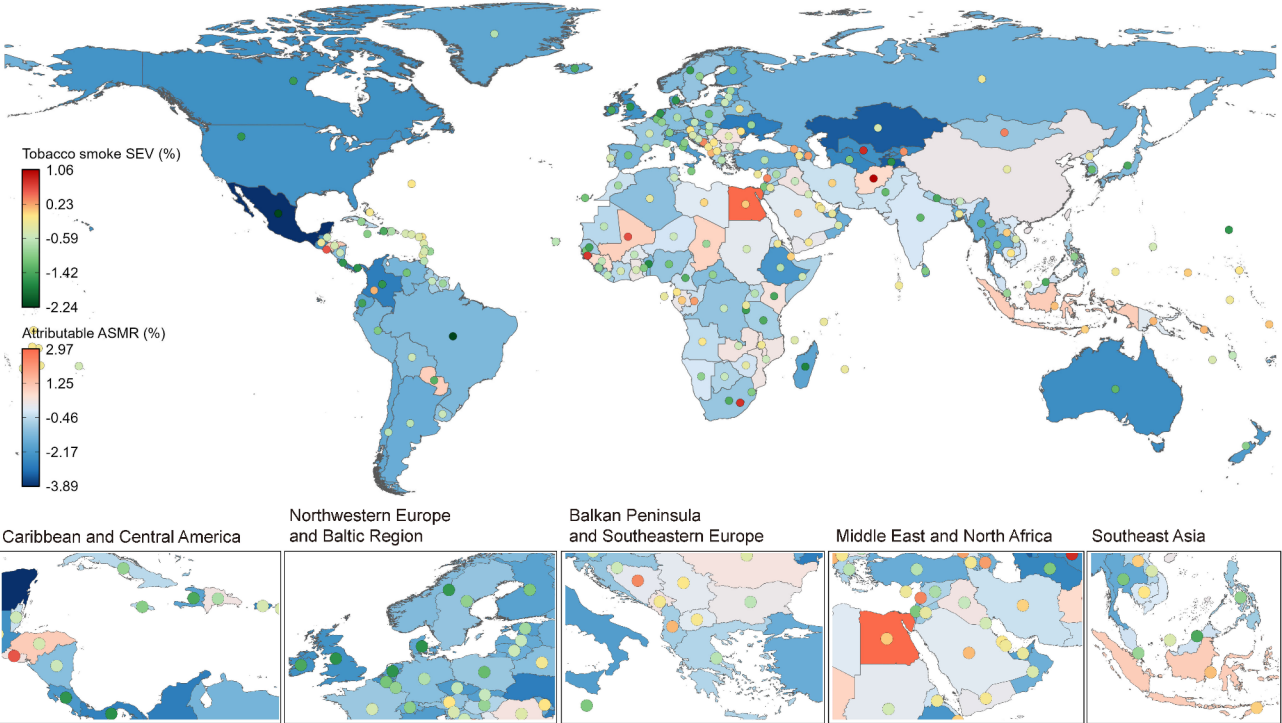 Tobacco smoke SEV (%)
1.06
0.23
-0.59
-1.42
-2.24
Attributable ASMR (%)
2.97
1.25
-0.46
-2.17
-3.89
Caribbean and Central America
Northwestern Europe
and Baltic Region
Balkan Peninsula
and Southeastern Europe
Middle East and North Africa
Southeast Asia